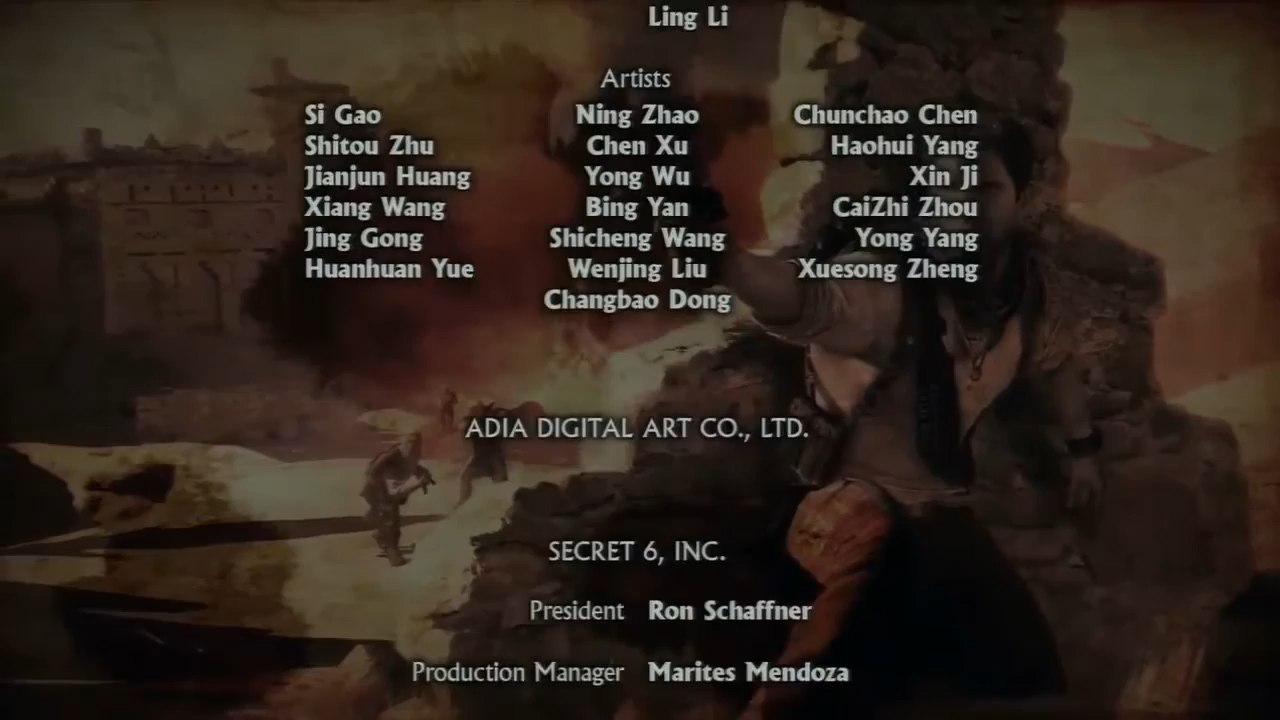 Ling Li
Artists
Si Gao Ning Zhao Chunchao Chen
Shitou Zhu Chen Xu Haohui Yang
Jianjun Huang Yong Wu Xin Ji
Xiang Wang Bing Yan CaiZhi Zhou
Jing Gong Shicheng Wang Yong Yang
Huanhuan Yue Wenjing Liu Xuesong Zheng
Changbao Dong
ADIA DIGITAL ART CO., LTD.
SECRET 6, INC.
President Ron Schaffner
Production Manager Marites Mendoza